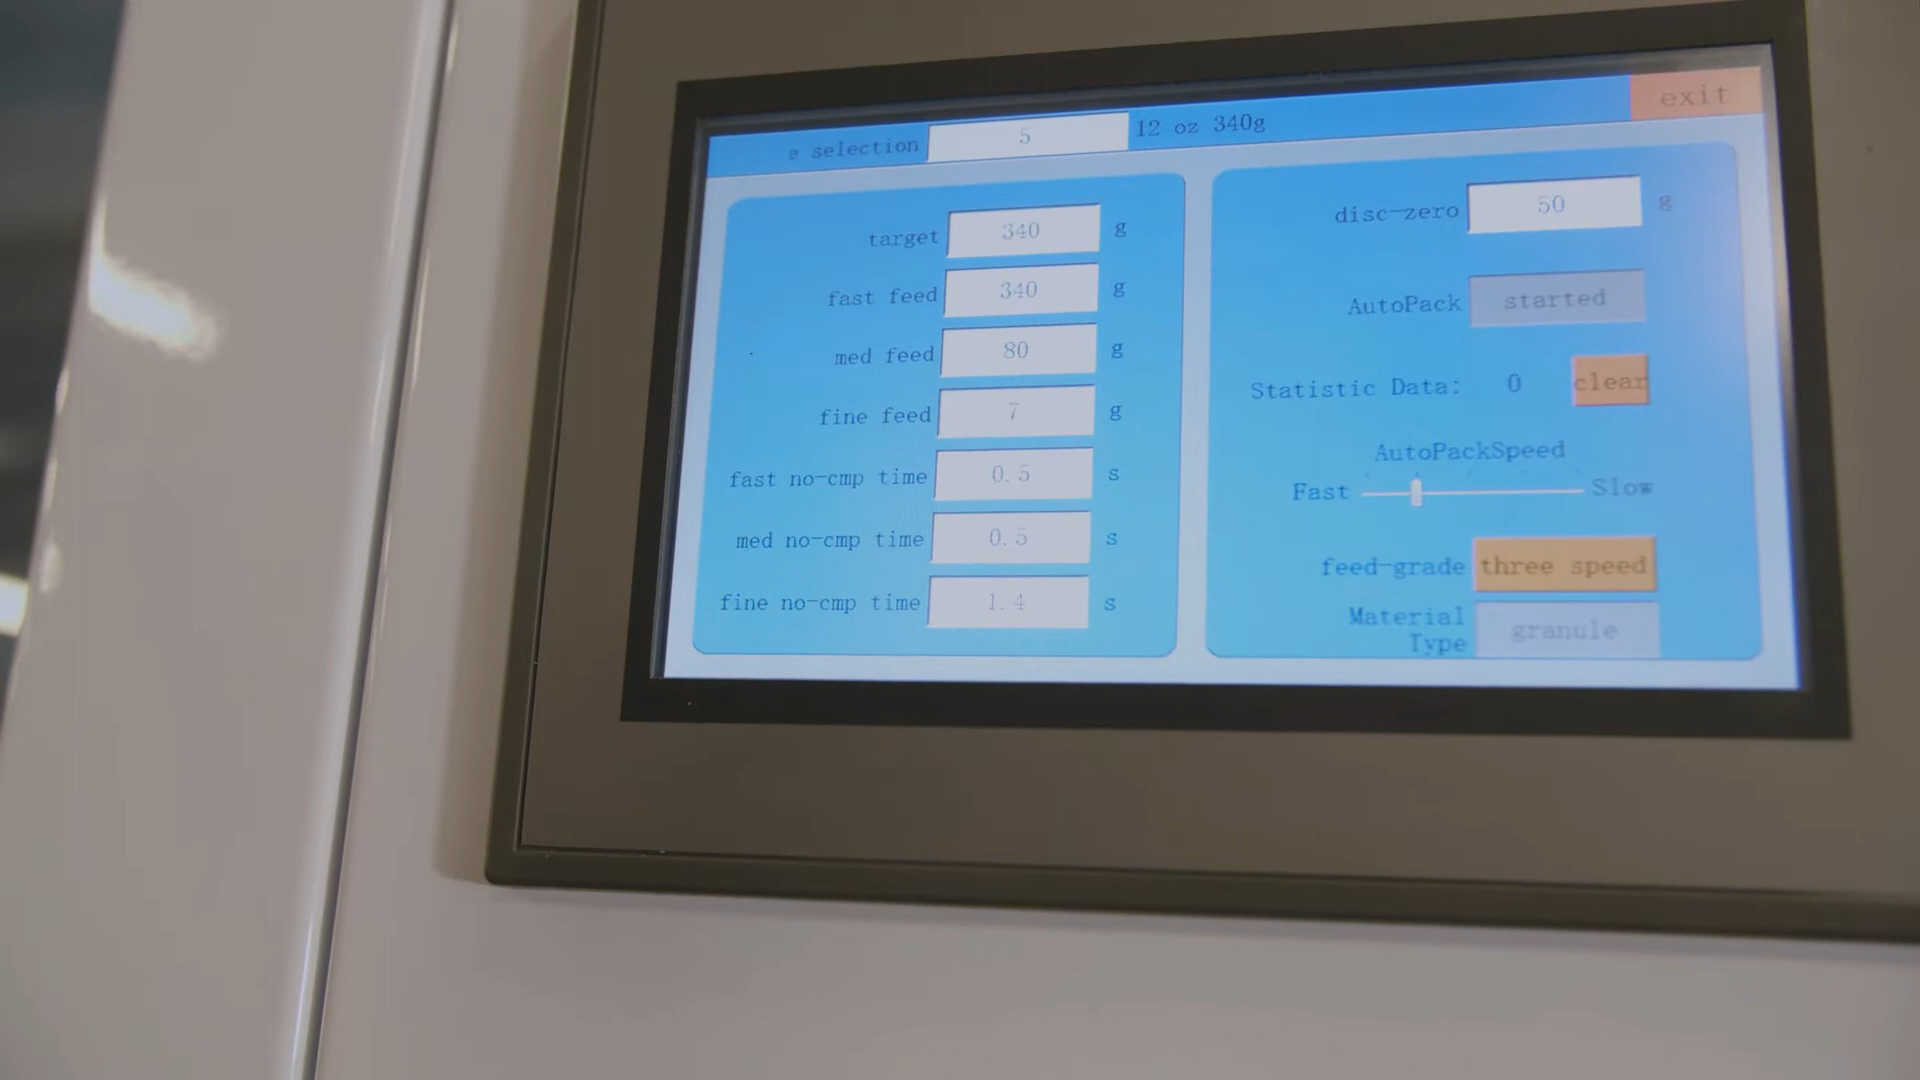 e selection 5 12 oz 340g exit
target 340 g
fast feed 340 g
med feed 80 g
fine feed 7 g
fast no-cmp time 0.5 s
med no-cmp time 0.5 s
fine no-cmp time 1.4 s
disc-zero 50 g
AutoPack started
Statistic Data: 0 clear
AutoPackSpeed
Fast Slow
feed-grade three speed
Material
Type granule